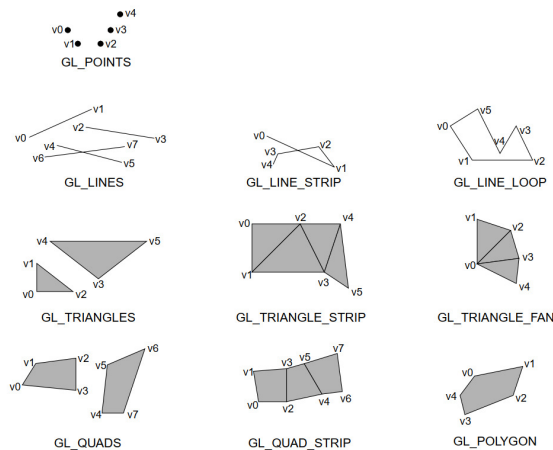 v4
v0 v3
v1 v2
GL_POINTS
v1
v2
v0 v3
v4 v7
v6 v5
GL_LINES
v0
v2
v3
v4 v1
GL_LINE_STRIP
v5
v0 v3
v4
v1 v2
GL_LINE_LOOP
v4 v5
v1
v3
v0 v2
GL_TRIANGLES
v0 v2 v4
v1 v3
v5
GL_TRIANGLE_STRIP
v1
v2
v0 v3
v4
GL_TRIANGLE_FAN
v1 v2
v0 v3
v6
v5
v4 v7
GL_QUADS
v7
v3 v5
v1
v6
v0 v2 v4
GL_QUAD_STRIP
v1
v0
v4 v2
v3
GL_POLYGON